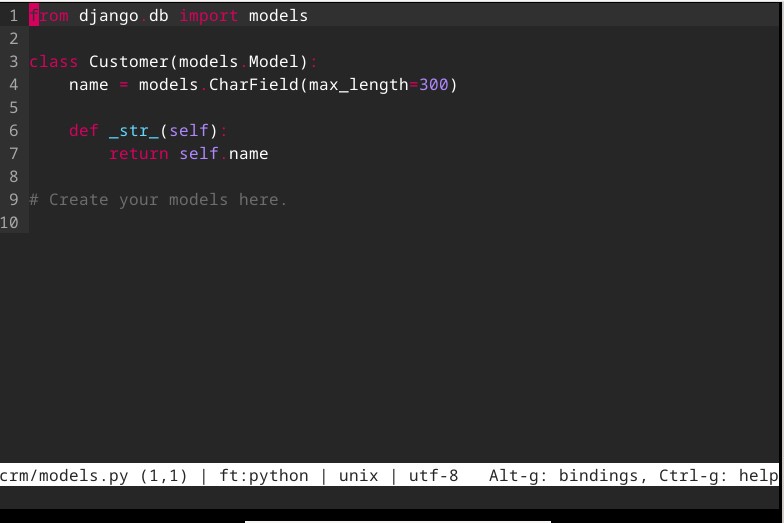 1 from django.db import models
2
3 class Customer(models.Model):
4     name = models.CharField(max_length=300)
5
6     def _str_(self):
7         return self.name
8
9 # Create your models here.
10
crm/models.py (1,1) | ft:python | unix | utf-8   Alt-g: bindings, Ctrl-g: help